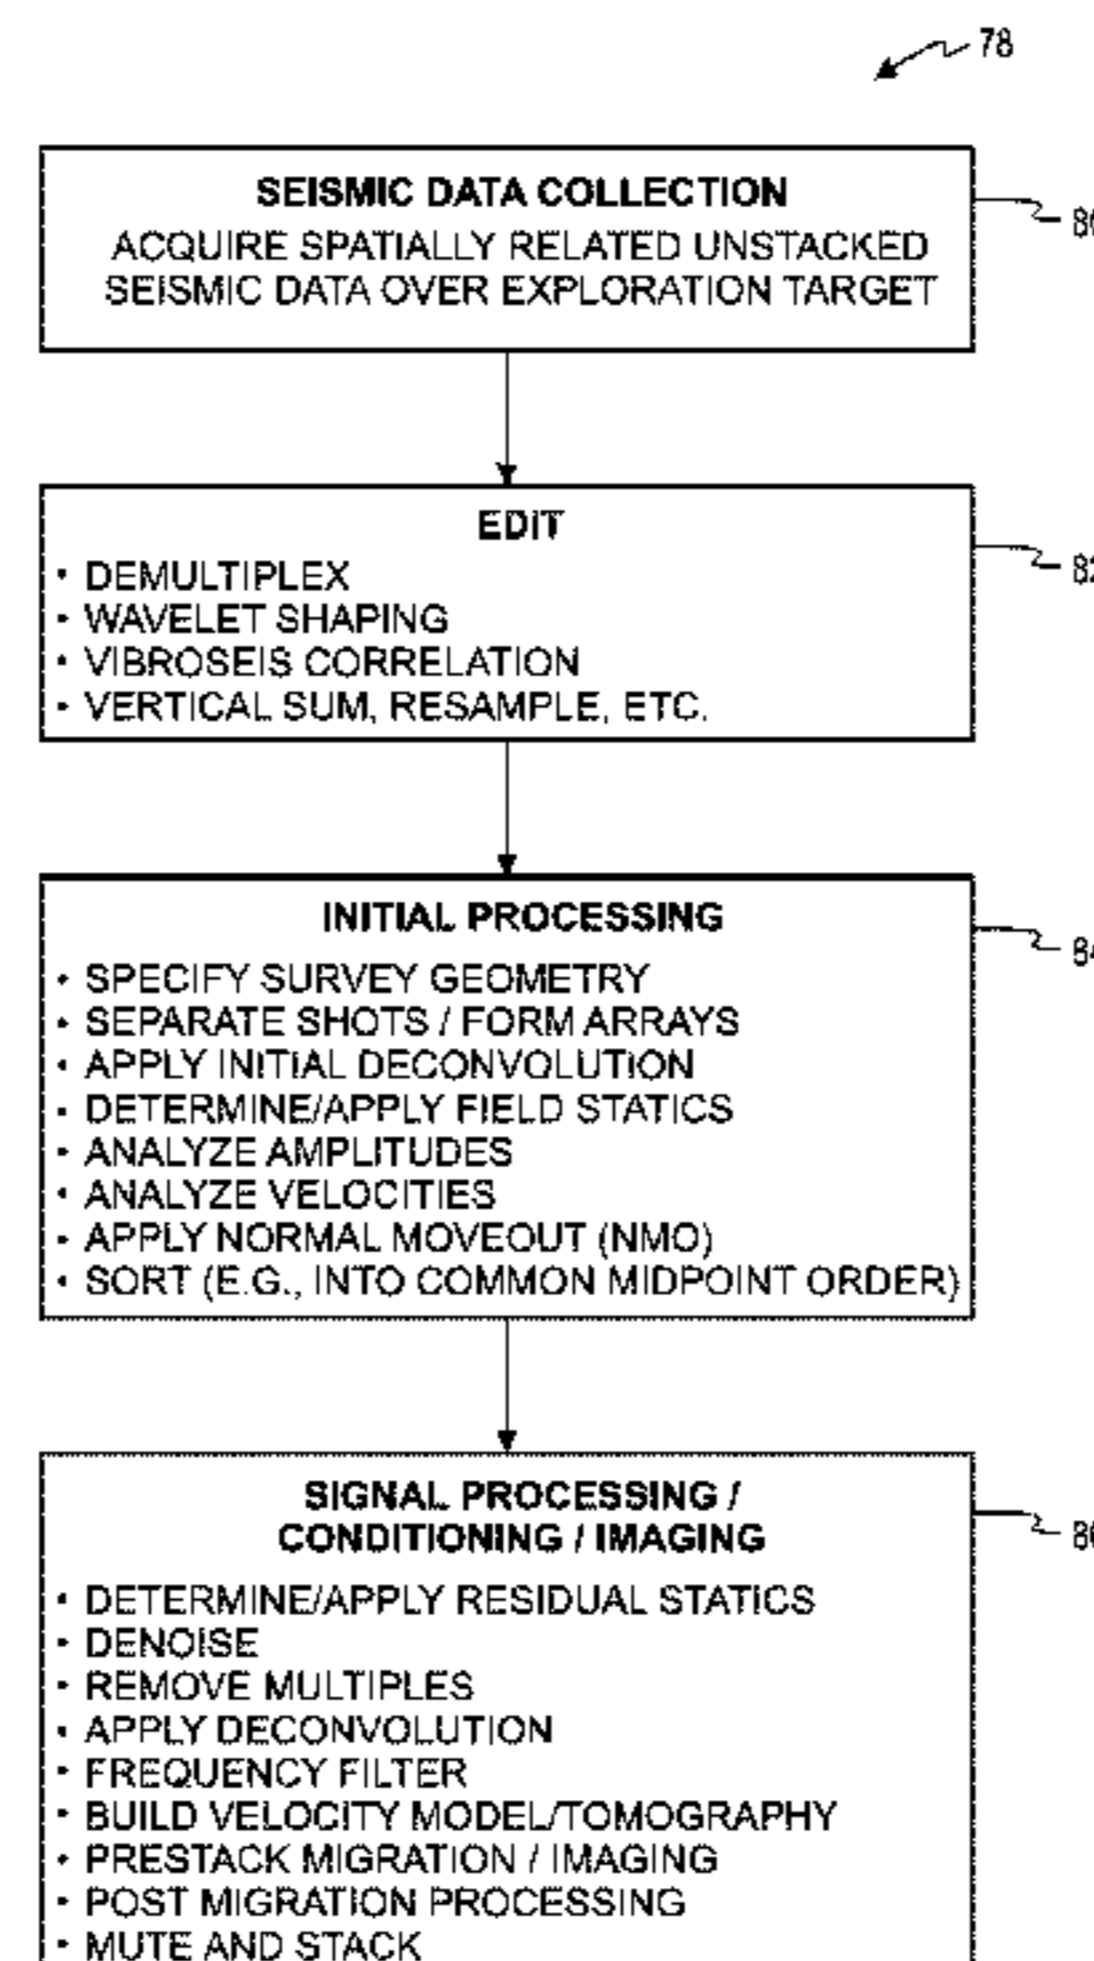 78
SEISMIC DATA COLLECTION
ACQUIRE SPATIALLY RELATED UNSTACKED
SEISMIC DATA OVER EXPLORATION TARGET
EDIT
• DEMULTIPLEX
• WAVELET SHAPING
• VIBROSEIS CORRELATION
• VERTICAL SUM, RESAMPLE, ETC.
INITIAL PROCESSING
• SPECIFY SURVEY GEOMETRY
• SEPARATE SHOTS / FORM ARRAYS
• APPLY INITIAL DECONVOLUTION
• DETERMINE/APPLY FIELD STATICS
• ANALYZE AMPLITUDES
• ANALYZE VELOCITIES
• APPLY NORMAL MOVEOUT (NMO)
• SORT (E.G., INTO COMMON MIDPOINT ORDER)
SIGNAL PROCESSING /
CONDITIONING / IMAGING
• DETERMINE/APPLY RESIDUAL STATICS
• DENOISE
• REMOVE MULTIPLES
• APPLY DECONVOLUTION
• FREQUENCY FILTER
• BUILD VELOCITY MODEL/TOMOGRAPHY
• PRESTACK MIGRATION / IMAGING
• POST MIGRATION PROCESSING
• MUTE AND STACK